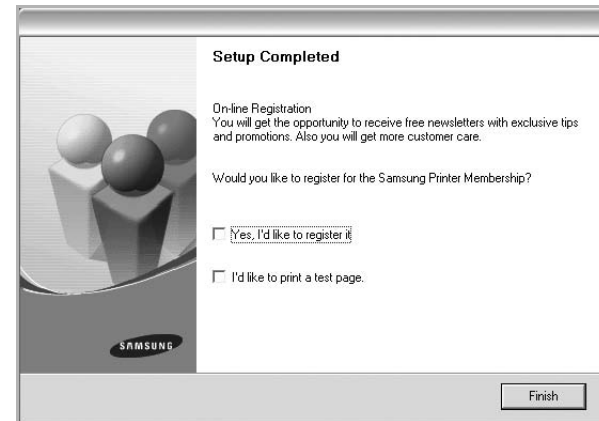 Setup Completed
On-line Registration
You will get the opportunity to receive free newsletters with exclusive tips
and promotions. Also you will get more customer care.
Would you like to register for the Samsung Printer Membership?
Yes, I'd like to register it
I'd like to print a test page.
SAMSUNG
Finish